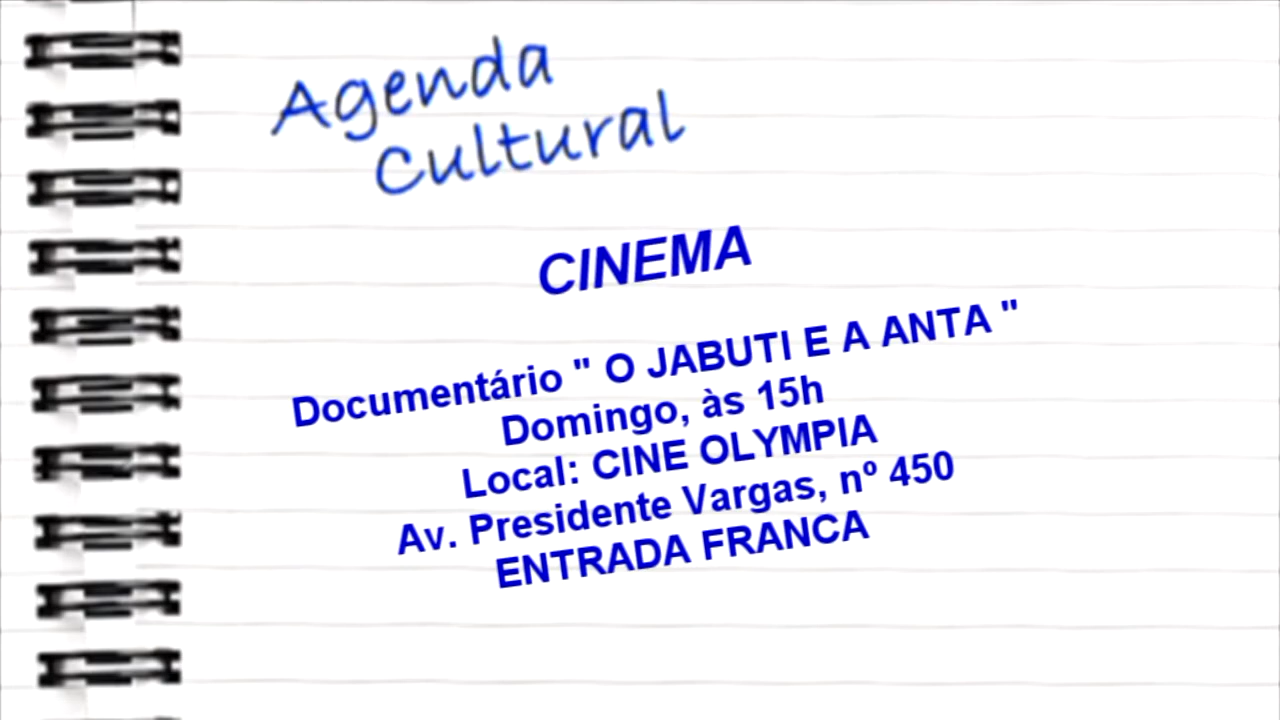 Agenda
Cultural
CINEMA
Documentário " O JABUTI E A ANTA "
Domingo, às 15h
Local: CINE OLYMPIA
Av. Presidente Vargas, nº 450
ENTRADA FRANCA